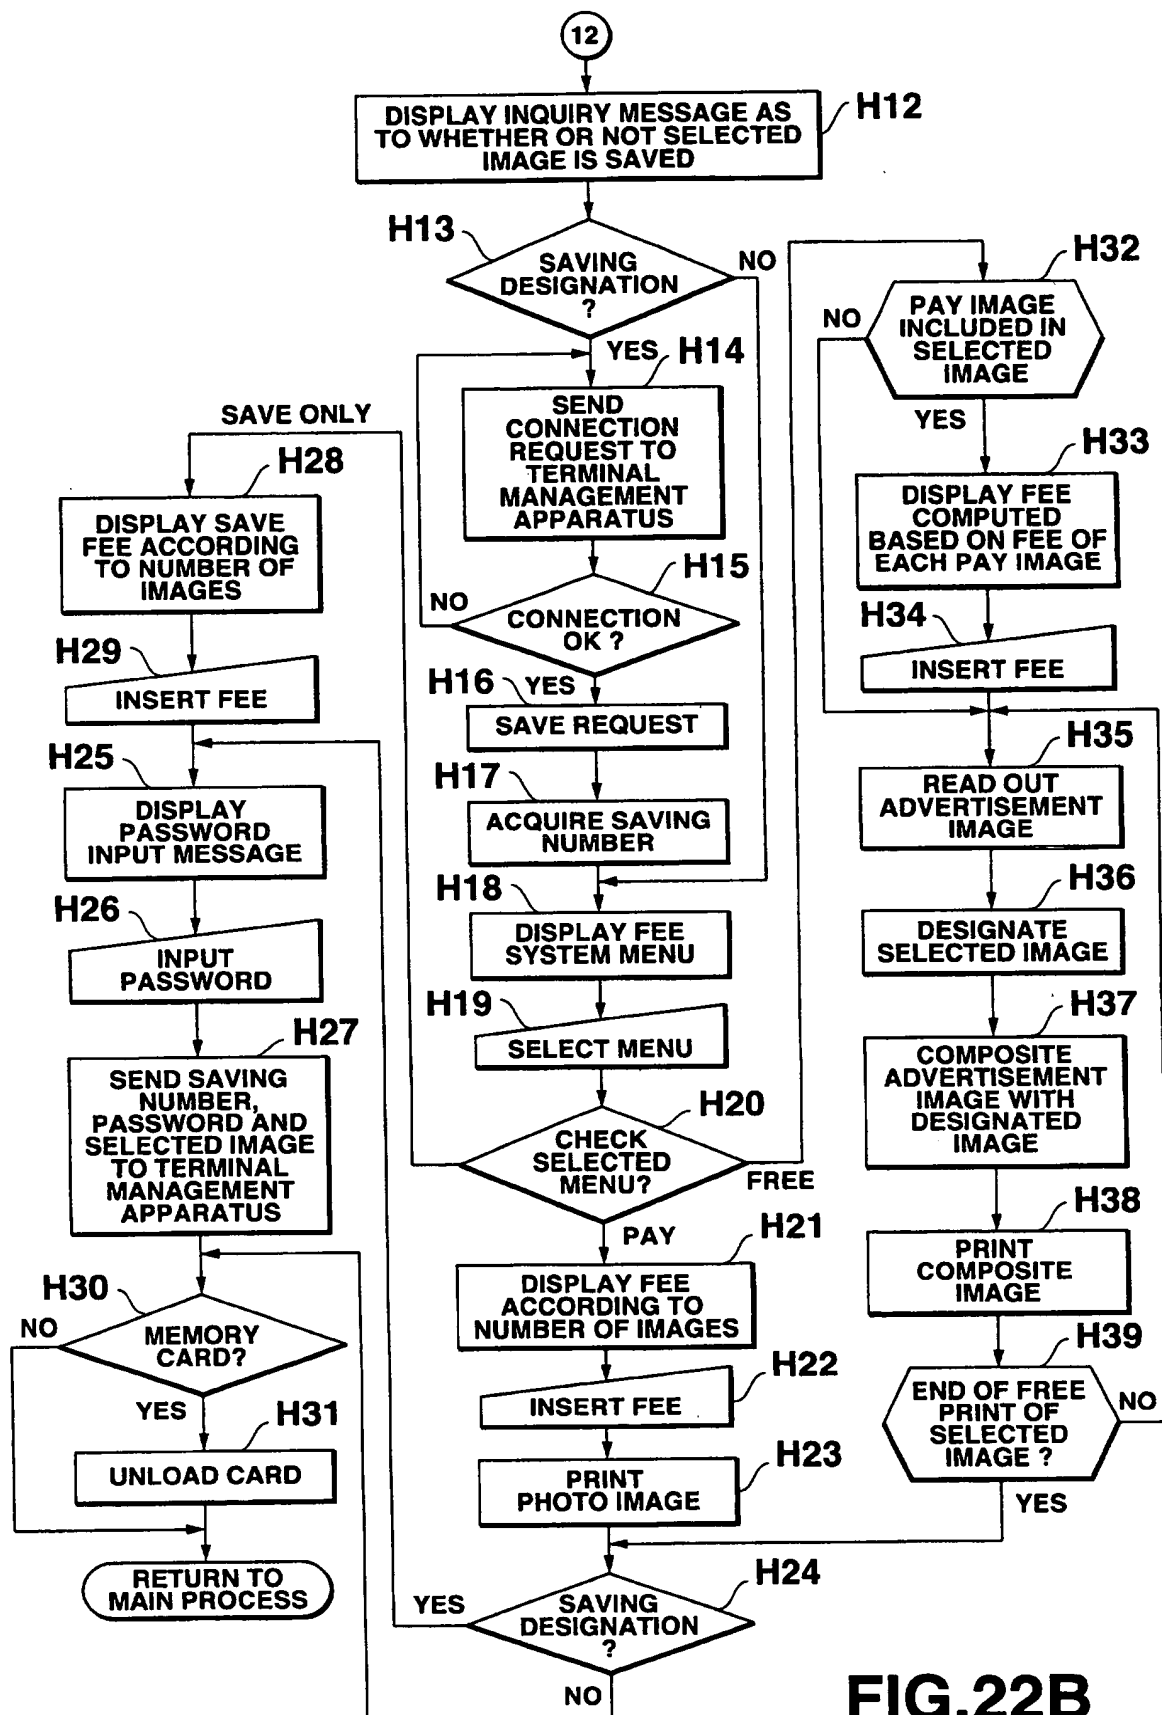 12
DISPLAY INQUIRY MESSAGE AS
TO WHETHER OR NOT SELECTED
IMAGE IS SAVED
H12
H13
SAVING
DESIGNATION
?
NO
YES
H14
SEND
CONNECTION
REQUEST TO
TERMINAL
MANAGEMENT
APPARATUS
H15
CONNECTION
OK ?
NO
YES
H16
SAVE REQUEST
H17
ACQUIRE SAVING
NUMBER
H18
DISPLAY FEE
SYSTEM MENU
H19
SELECT MENU
H20
CHECK
SELECTED
MENU?
FREE
PAY
H21
DISPLAY FEE
ACCORDING TO
NUMBER OF IMAGES
H22
INSERT FEE
H23
PRINT
PHOTO IMAGE
H24
SAVING
DESIGNATION
?
YES
NO
SAVE ONLY
H28
DISPLAY SAVE
FEE ACCORDING
TO NUMBER OF
IMAGES
H29
INSERT FEE
H25
DISPLAY
PASSWORD
INPUT MESSAGE
H26
INPUT
PASSWORD
H27
SEND SAVING
NUMBER,
PASSWORD AND
SELECTED IMAGE
TO TERMINAL
MANAGEMENT
APPARATUS
H30
MEMORY
CARD?
NO
YES
H31
UNLOAD CARD
RETURN TO
MAIN PROCESS
H32
PAY IMAGE
INCLUDED IN
SELECTED
IMAGE
NO
YES
H33
DISPLAY FEE
COMPUTED
BASED ON FEE OF
EACH PAY IMAGE
H34
INSERT FEE
H35
READ OUT
ADVERTISEMENT
IMAGE
H36
DESIGNATE
SELECTED IMAGE
H37
COMPOSITE
ADVERTISEMENT
IMAGE WITH
DESIGNATED
IMAGE
H38
PRINT
COMPOSITE
IMAGE
H39
END OF FREE
PRINT OF
SELECTED
IMAGE ?
NO
YES
FIG.22B